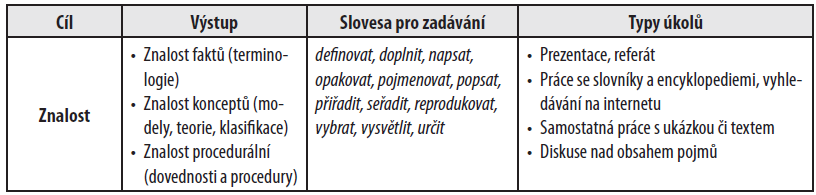 Cíl
Výstup
Slovesa pro zadávání
Typy úkolů
Znalost
• Znalost faktů (termino-
logie)
• Znalost konceptů (mo-
dely, teorie, klasifikace)
• Znalost procedurální
(dovednosti a procedury)
definovat, doplnit, napsat,
opakovat, pojmenovat, popsat,
přiřadit, seřadit, reprodukovat,
vybrat, vysvětlit, určit
• Prezentace, referát
• Práce se slovníky a encyklopediemi, vyhle-
dávání na internetu
• Samostatná práce s ukázkou či textem
• Diskuse nad obsahem pojmů